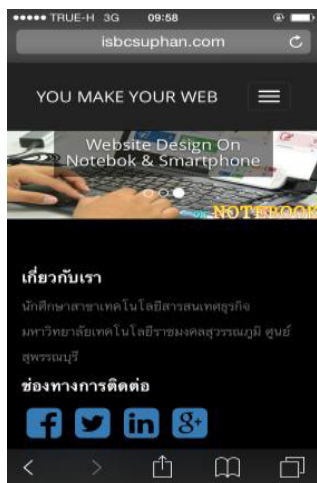 TRUE-H 3G 09:58
isbcsuphan.com
YOU MAKE YOUR WEB
Website Design On
Notebok & Smartphone
NOTEBOOK
เกี่ยวกับเรา
นักศึกษาสาขาเทคโนโลยีสารสนเทศธุรกิจ
มหาวิทยาลัยเทคโนโลยีราชมงคลสุวรรณภูมิ ศูนย์
สุพรรณบุรี
ช่องทางการติดต่อ